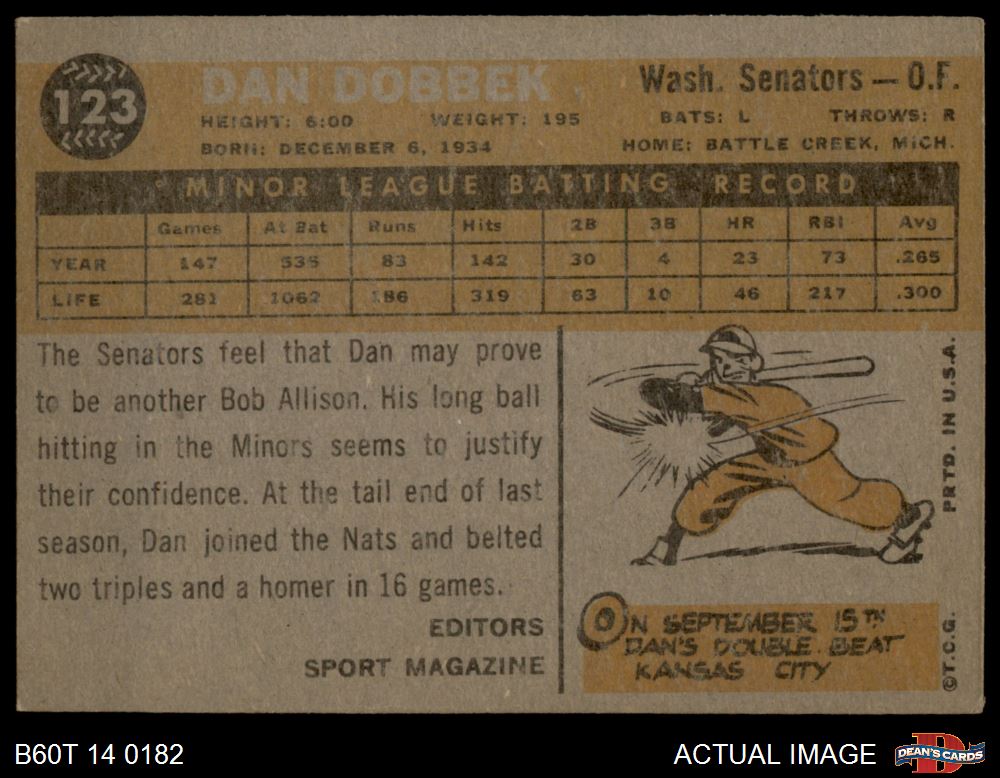 123
DAN DOBBEK
Wash. Senators — O.F.
HEIGHT: 6:00 WEIGHT: 195 BATS: L THROWS: R
BORN: DECEMBER 6, 1934 HOME: BATTLE CREEK, MICH.
MINOR LEAGUE BATTING RECORD
Games At Bat Runs Hits 2B 3B HR RBI Avg
YEAR 147 535 83 142 30 4 23 73 .265
LIFE 281 1062 186 319 63 10 46 217 .300
The Senators feel that Dan may prove
to be another Bob Allison. His long ball
hitting in the Minors seems to justify
their confidence. At the tail end of last
season, Dan joined the Nats and belted
two triples and a homer in 16 games.
EDITORS
SPORT MAGAZINE
ON SEPTEMBER 15TH
DAN'S DOUBLE BEAT
KANSAS CITY
©T.C.G. PRTD. IN U.S.A.
B60T 14 0182
ACTUAL IMAGE
DEAN'S CARDS